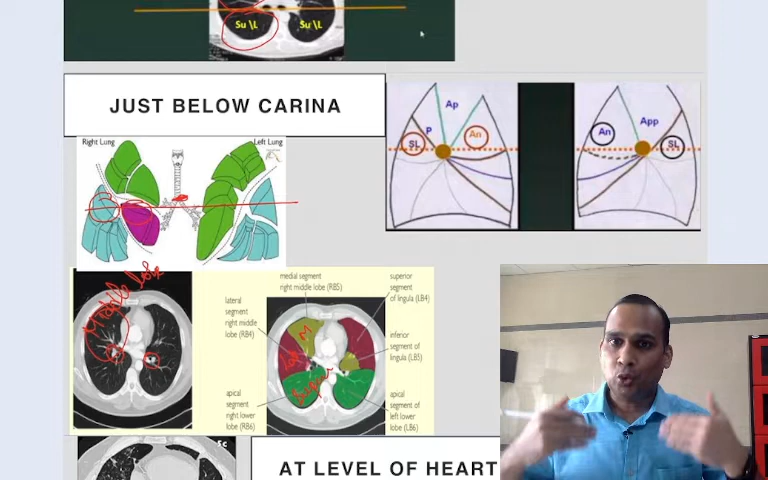 Su \L
Su \L
JUST BELOW CARINA
Ap
P
An
SL
An
App
SL
Right Lung
Left Lung
Middle lobe
medial segment
right middle lobe (RB5)
superior
segment
of lingula (LB4)
lateral
segment
right middle
lobe (RB4)
inferior
segment of
lingula (LB5)
M
apical
segment
right lower
lobe (RB6)
apical
segment of
left lower
lobe (LB6)
AT LEVEL OF HEART